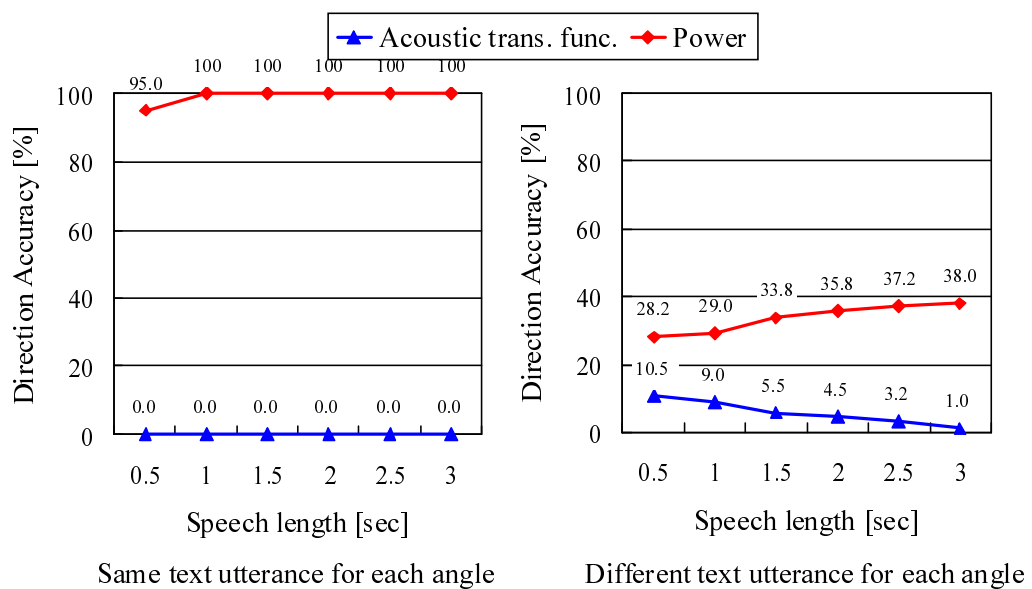 Acoustic trans. func. Power
95.0 100 100 100 100 100
100
80
60
40
20
0
Direction Accuracy [%]
0.0 0.0 0.0 0.0 0.0 0.0
0.5 1 1.5 2 2.5 3
Speech length [sec]
Same text utterance for each angle
100
80
60
40
20
0
Direction Accuracy [%]
28.2 29.0 33.8 35.8 37.2 38.0
10.5 9.0 5.5 4.5 3.2 1.0
0.5 1 1.5 2 2.5 3
Speech length [sec]
Different text utterance for each angle